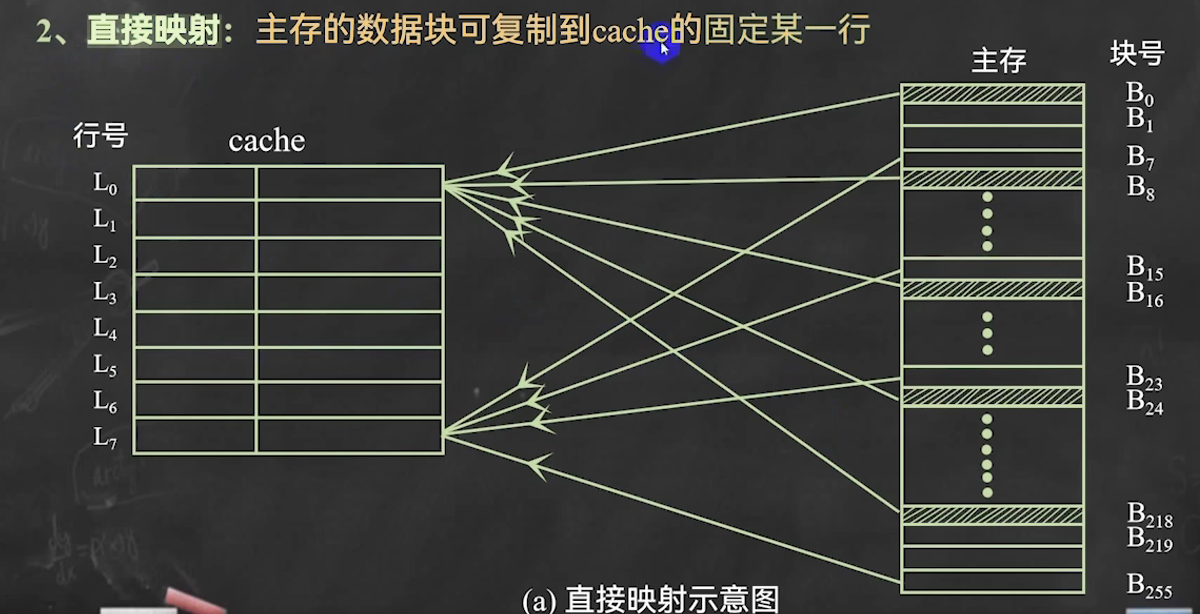 2、直接映射：主存的数据块可复制到cache的固定某一行
主存
块号
行号
cache
B0
B1
B7
B8
B15
B16
B23
B24
B218
B219
B255
L0
L1
L2
L3
L4
L5
L6
L7
(a) 直接映射示意图